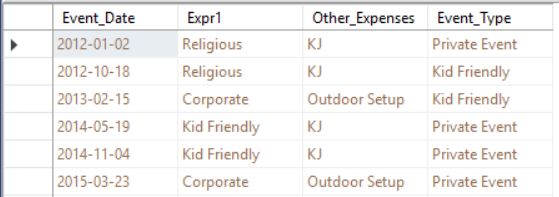 Event_Date Expr1 Other_Expenses Event_Type
2012-01-02 Religious KJ Private Event
2012-10-18 Religious KJ Kid Friendly
2013-02-15 Corporate Outdoor Setup Kid Friendly
2014-05-19 Kid Friendly KJ Private Event
2014-11-04 Kid Friendly KJ Private Event
2015-03-23 Corporate Outdoor Setup Private Event